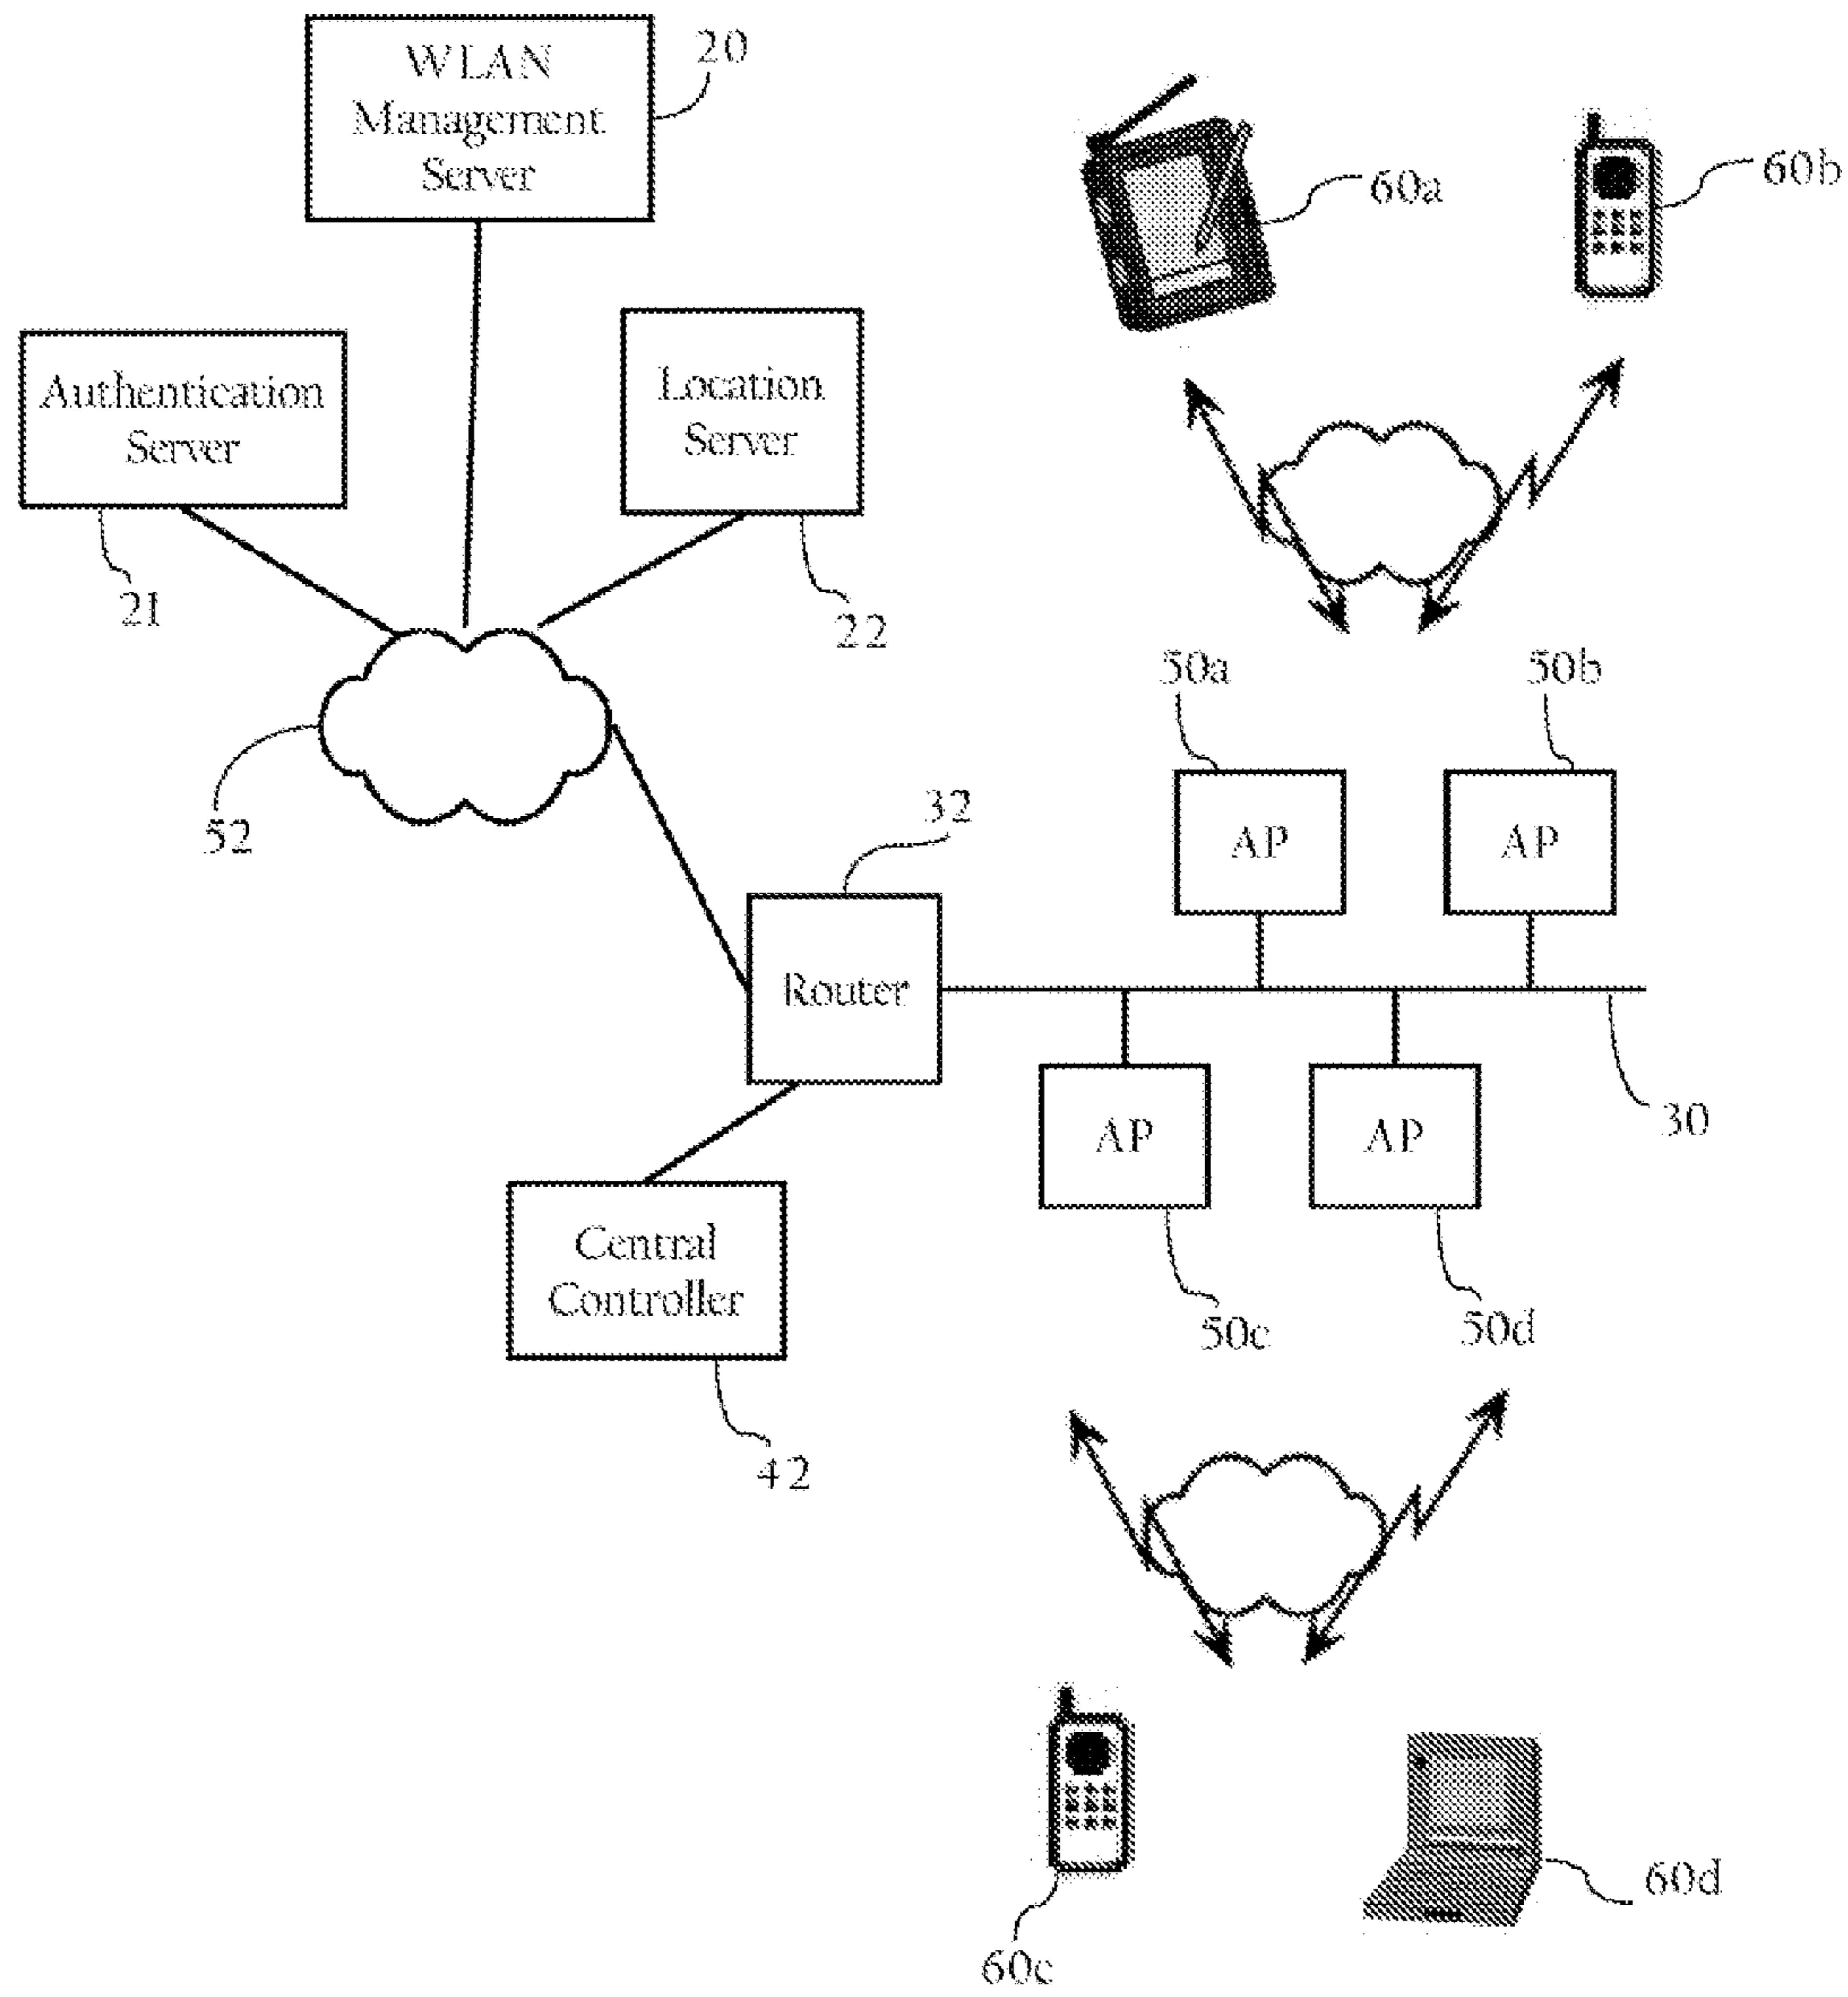 WLAN
Management
Server
20
60a
60b
Authentication
Server
21
Location
Server
22
52
50a
50b
AP
AP
32
Router
30
AP
AP
50c
50d
Central
Controller
42
60c
60d